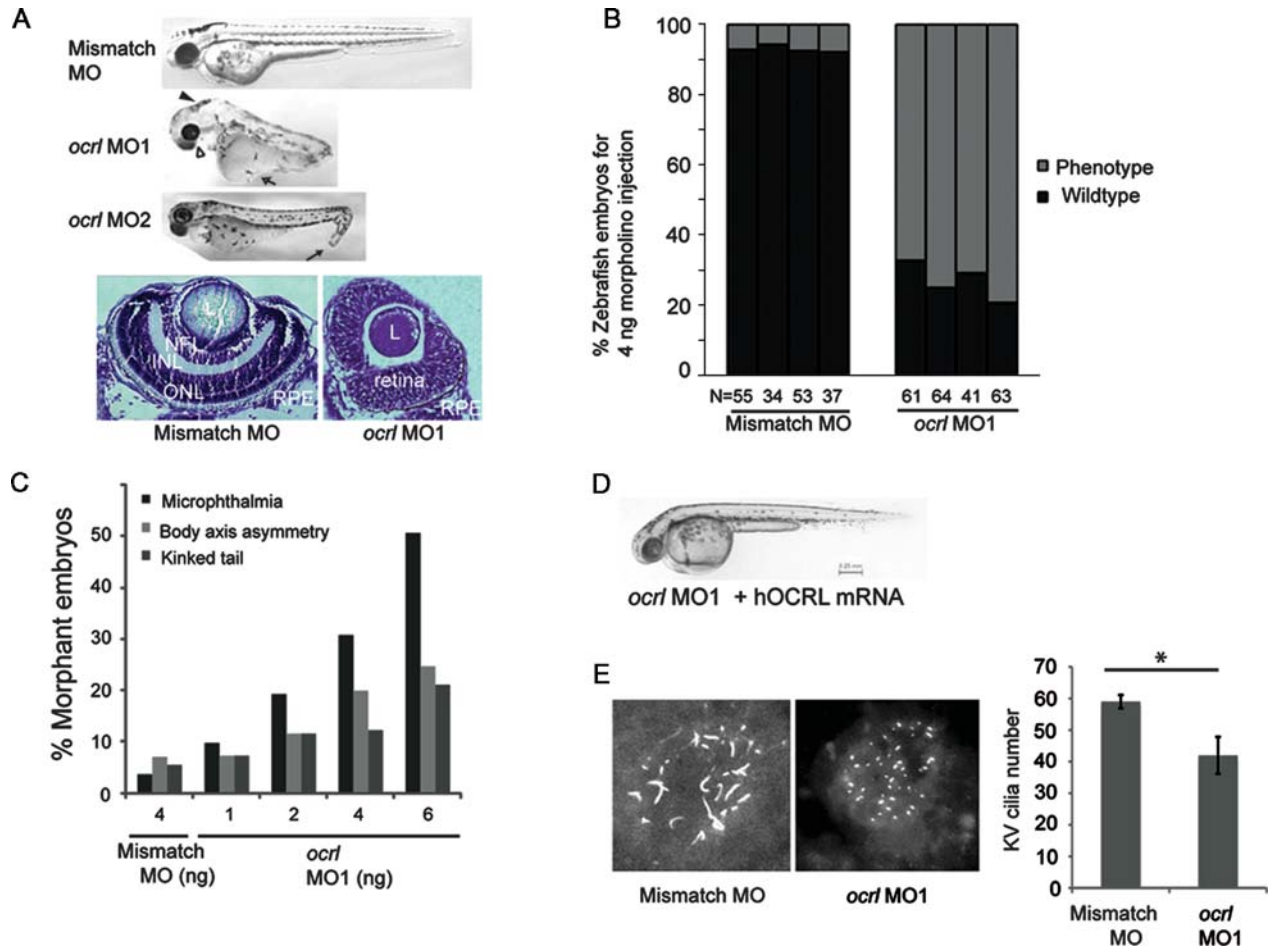 A
Mismatch
MO
ocrl MO1
ocrl MO2
L
NFL
INL
ONL
RPE
Mismatch MO
L
retina
RPE
ocrl MO1
B
% Zebrafish embryos for
4 ng morpholino injection
100
80
60
40
20
0
N=55 34 53 37 61 64 41 63
Mismatch MO ocrl MO1
Phenotype
Wildtype
C
% Morphant embryos
Microphthalmia
Body axis asymmetry
Kinked tail
50
40
30
20
10
0
4 1 2 4 6
Mismatch
MO (ng)
ocrl
MO1 (ng)
D
0.25 mm
ocrl MO1 + hOCRL mRNA
E
Mismatch MO
ocrl MO1
KV cilia number
70
60
50
40
30
20
10
0
*
Mismatch
MO
ocrl
MO1